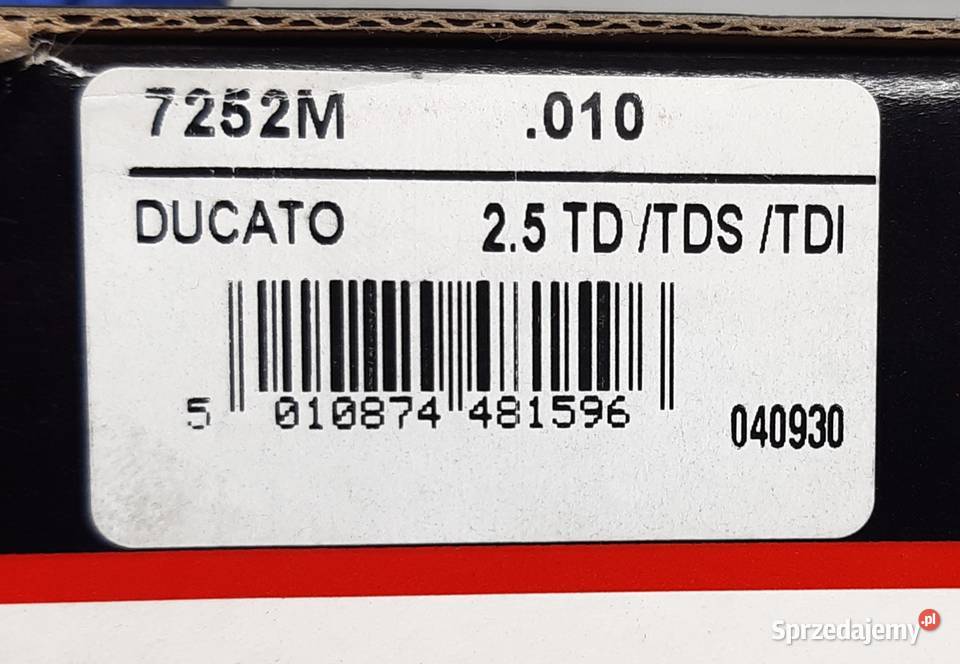 7252M .010
DUCATO 2.5 TD /TDS /TDI
5 010874 481596
040930
Sprzedajemy.pl